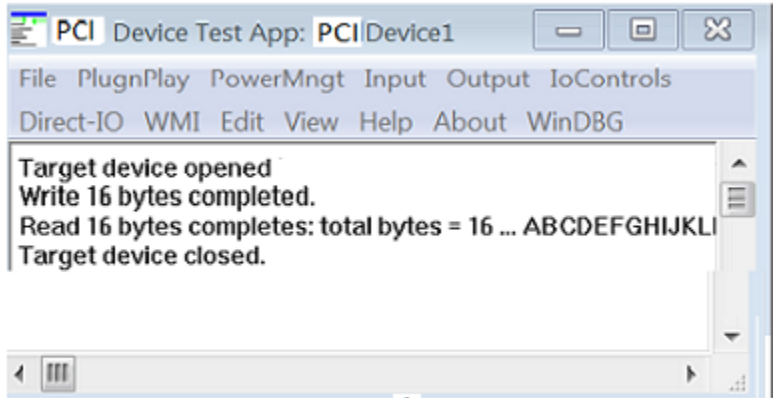 PCI Device Test App: PCI Device1
File PlugnPlay PowerMngt Input Output IoControls
Direct-IO WMI Edit View Help About WinDBG
Target device opened
Write 16 bytes completed.
Read 16 bytes completes: total bytes = 16 ... ABCDEFGHIJKL
Target device closed.